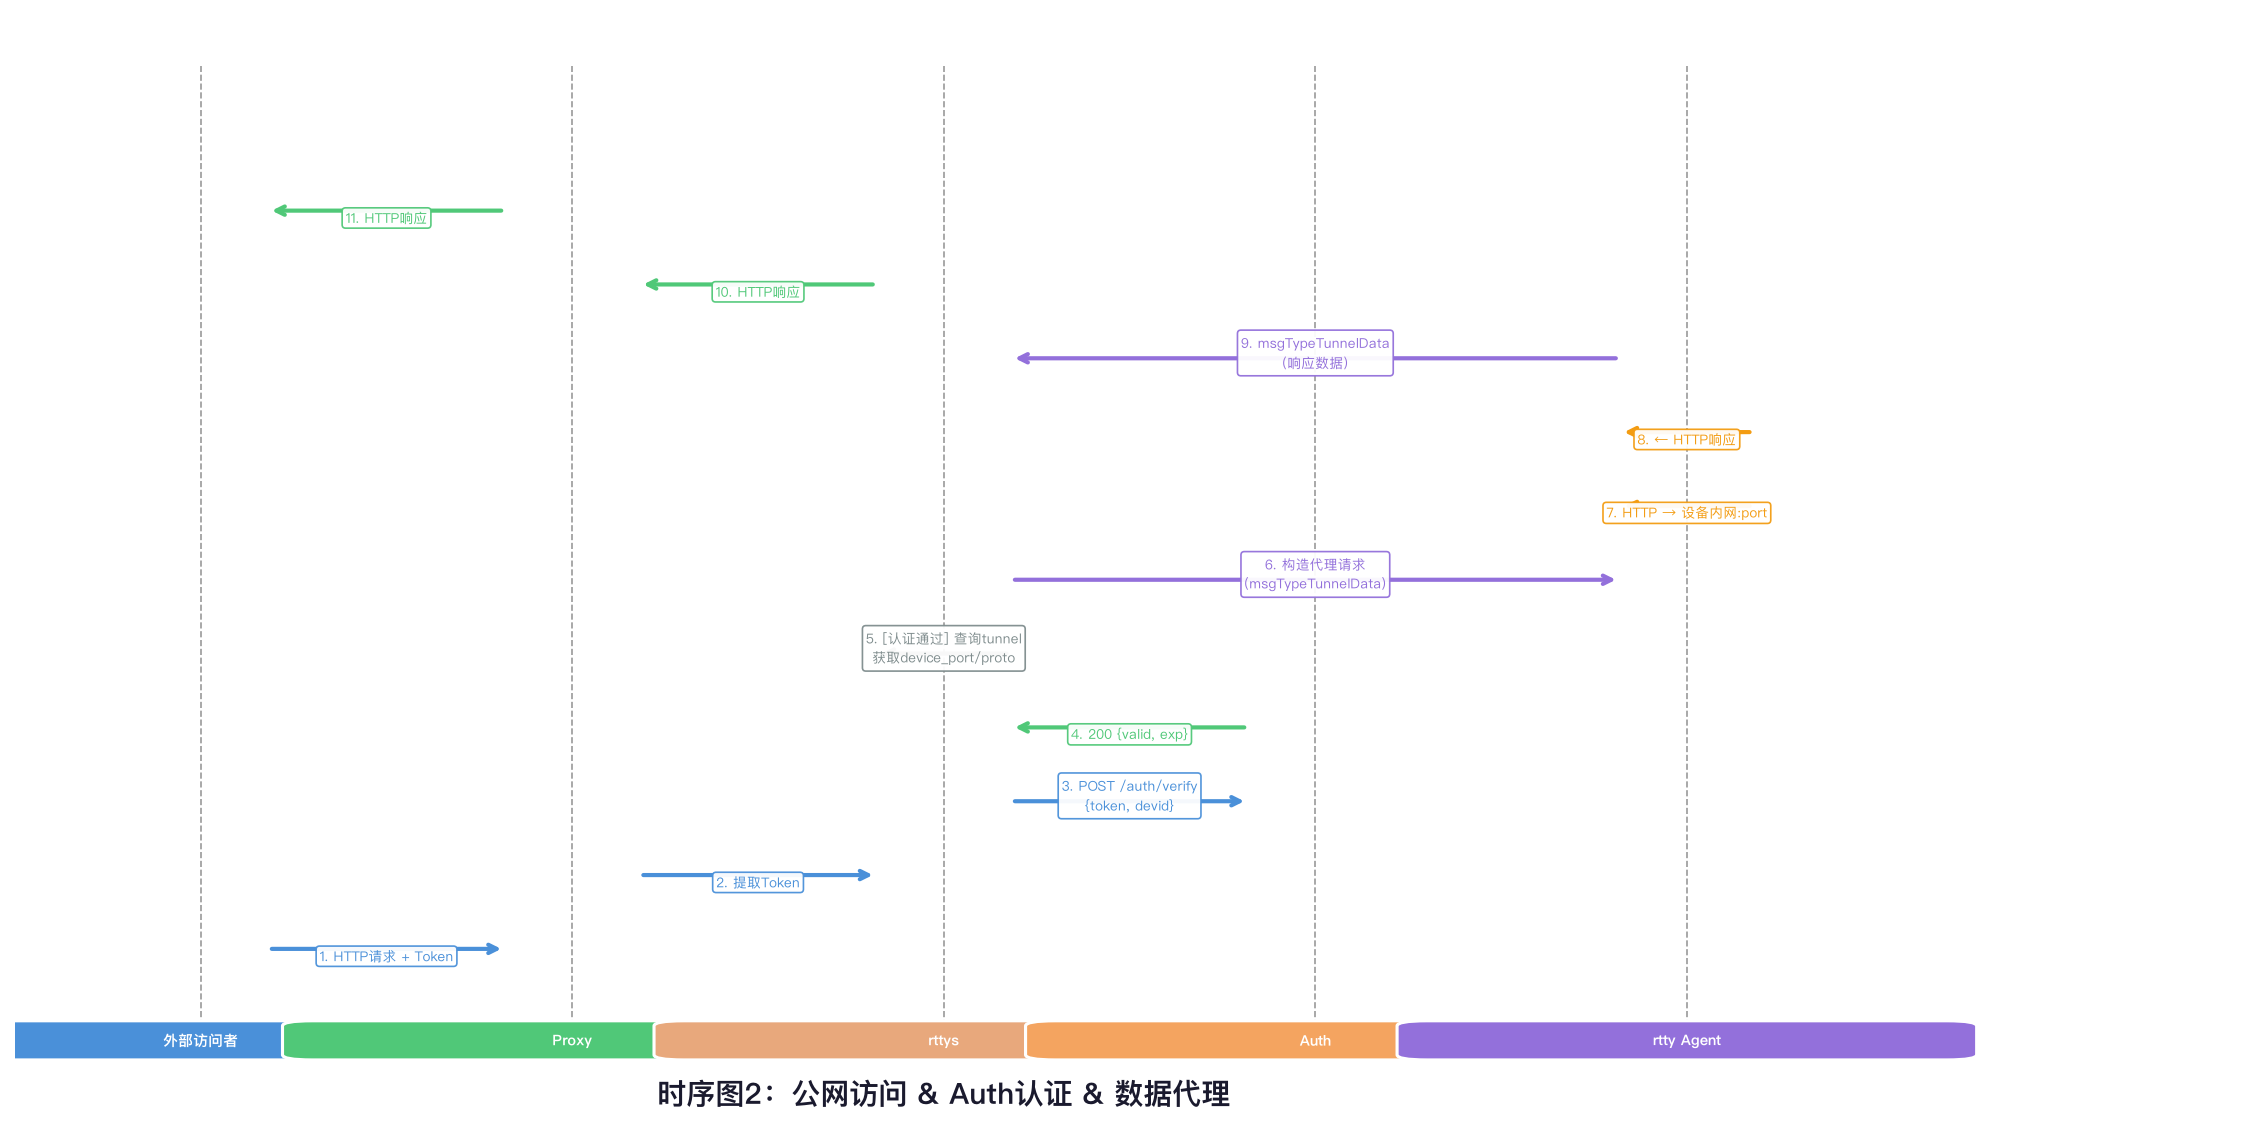 11. HTTP响应
10. HTTP响应
9. msgTypeTunnelData
(响应数据)
8. ← HTTP响应
7. HTTP → 设备内网:port
6. 构造代理请求
(msgTypeTunnelData)
5. [认证通过] 查询tunnel
获取device_port/proto
4. 200 {valid, exp}
3. POST /auth/verify
{token, devid}
2. 提取Token
1. HTTP请求 + Token
外部访问者
Proxy
rttys
Auth
rtty Agent
时序图2：公网访问 & Auth认证 & 数据代理